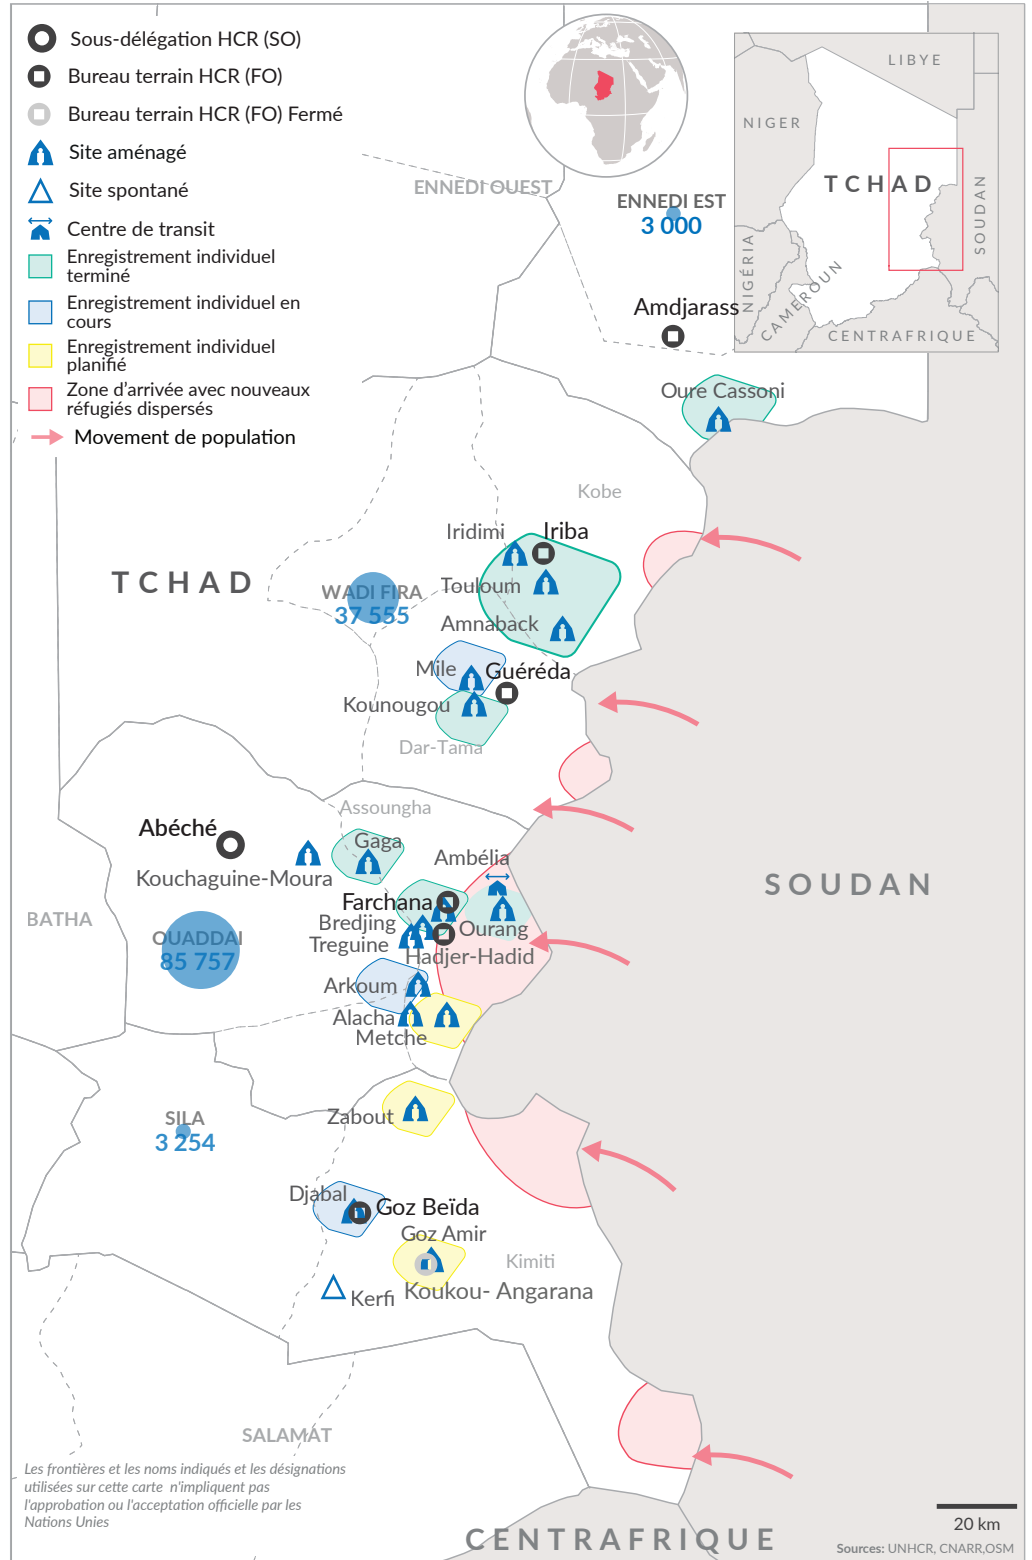 Sous-délégation HCR (SO)
Bureau terrain HCR (FO)
Bureau terrain HCR (FO) Fermé
Site aménagé
Site spontané
Centre de transit
Enregistrement individuel
terminé
Enregistrement individuel en
cours
Enregistrement individuel
planifié
Zone d'arrivée avec nouveaux
réfugiés dispersés
Movement de population
LIBYE
NIGER
TCHAD
SOUDAN
NIGÉRIA
CAMEROUN
CENTRAFRIQUE
ENNEDI OUEST
ENNEDI EST
3 000
Amdjarass
Oure Cassoni
Kobe
Iridimi
Iriba
TCHAD
WADI FIRA
37 555
Touloum
Amnaback
Mile
Guéréda
Kounougou
Dar-Tama
Assoungha
Abéché
Gaga
Kouchaguine-Moura
Ambélia
SOUDAN
Farchana
BATHA
Bredjing
Ourang
Treguine
OUADDAI
85 757
Hadjer-Hadid
Arkoum
Alacha
Metche
SILA
3 254
Zabout
Djabal
Goz Beïda
Goz Amir
Kimiti
Kerfi
Koukou- Angarana
SALAMAT
Les frontières et les noms indiqués et les désignations
utilisées sur cette carte n'impliquent pas
l'approbation ou l'acceptation officielle par les
Nations Unies
CENTRAFRIQUE
20 km
Sources: UNHCR, CNARR,OSM